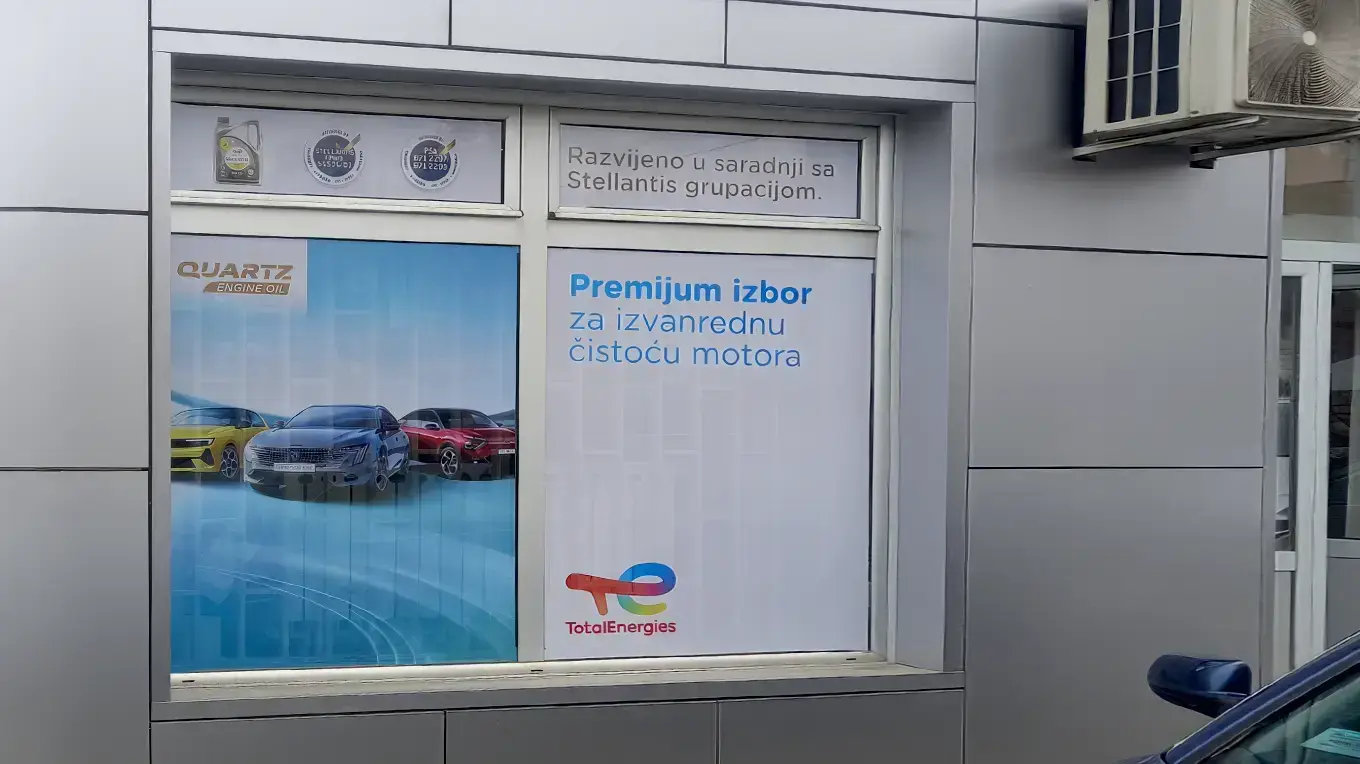 Razvijeno u saradnji sa
Stellantis grupacijom.
QUARTZ
ENGINE OIL
Premijum izbor
za izvanrednu
čistoću motora
TotalEnergies